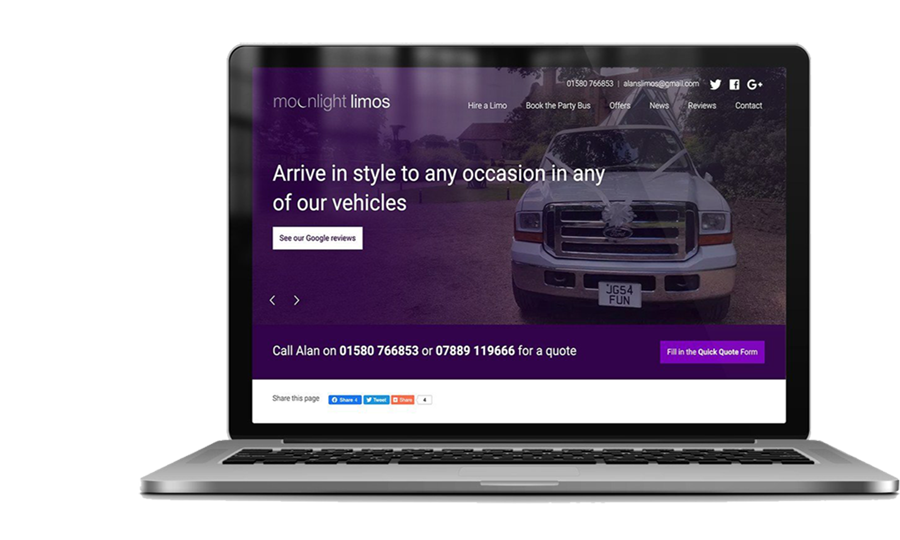 01580 766853 | alanslimos@gmail.com
moonlight limos
Hire a Limo Book the Party Bus Offers News Reviews Contact
Arrive in style to any occasion in any
of our vehicles
See our Google reviews
JG54
FUN
Call Alan on 01580 766853 or 07889 119666 for a quote
Fill in the Quick Quote Form
Share this page
Share 4
Tweet
Share
4